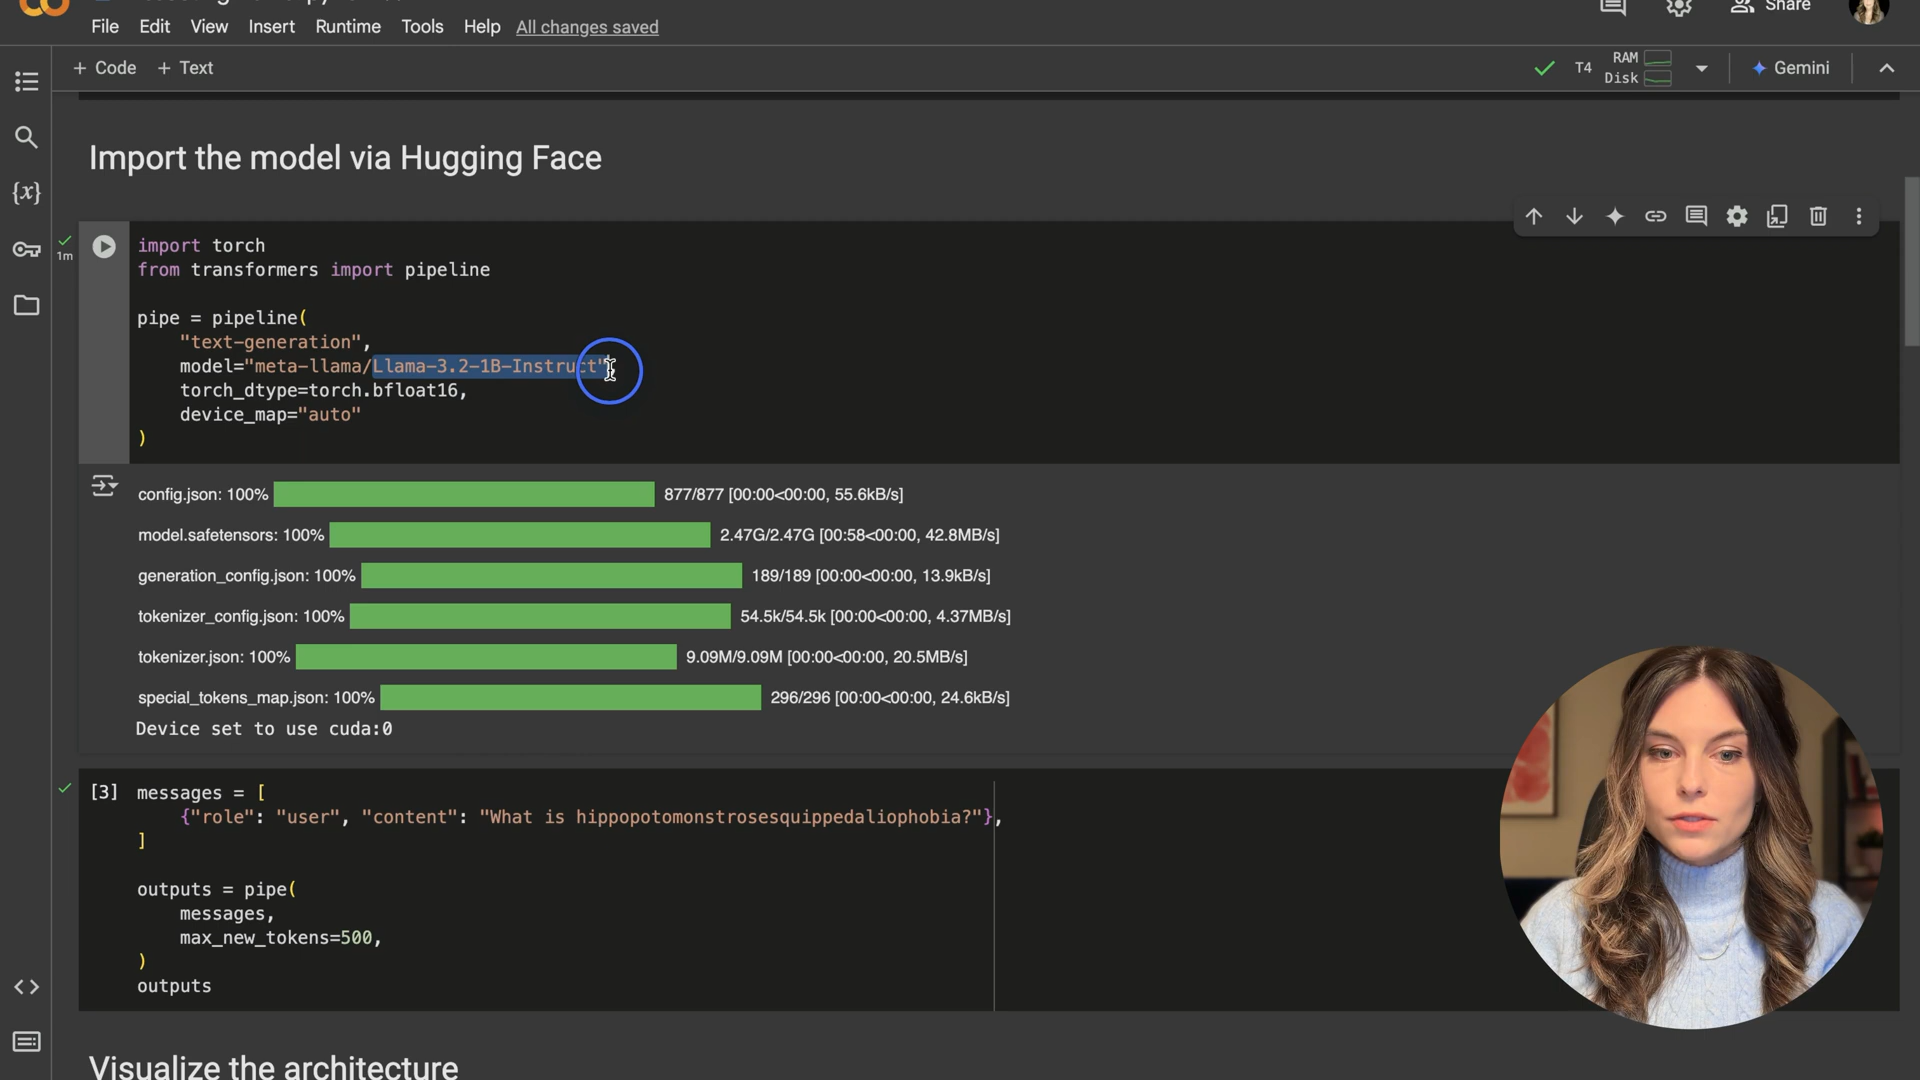 File Edit View Insert Runtime Tools Help All changes saved
Share
+ Code + Text
T4 RAM Disk
Gemini
Import the model via Hugging Face
1m
import torch
from transformers import pipeline
pipe = pipeline(
"text-generation",
model="meta-llama/Llama-3.2-1B-Instruct",
torch_dtype=torch.bfloat16,
device_map="auto"
)
config.json: 100% 877/877 [00:00<00:00, 55.6kB/s]
model.safetensors: 100% 2.47G/2.47G [00:58<00:00, 42.8MB/s]
generation_config.json: 100% 189/189 [00:00<00:00, 13.9kB/s]
tokenizer_config.json: 100% 54.5k/54.5k [00:00<00:00, 4.37MB/s]
tokenizer.json: 100% 9.09M/9.09M [00:00<00:00, 20.5MB/s]
special_tokens_map.json: 100% 296/296 [00:00<00:00, 24.6kB/s]
Device set to use cuda:0
[3] messages = [
{"role": "user", "content": "What is hippopotomonstrosesquippedaliophobia?"},
]
outputs = pipe(
messages,
max_new_tokens=500,
)
outputs
Visualize the architecture